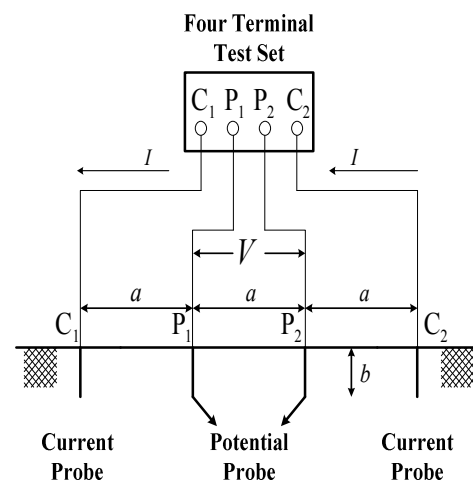 Four Terminal
Test Set
C₁ P₁ P₂ C₂
I I
V
a a a
C₁ P₁ P₂ C₂
b
Current Potential Current
Probe Probe Probe